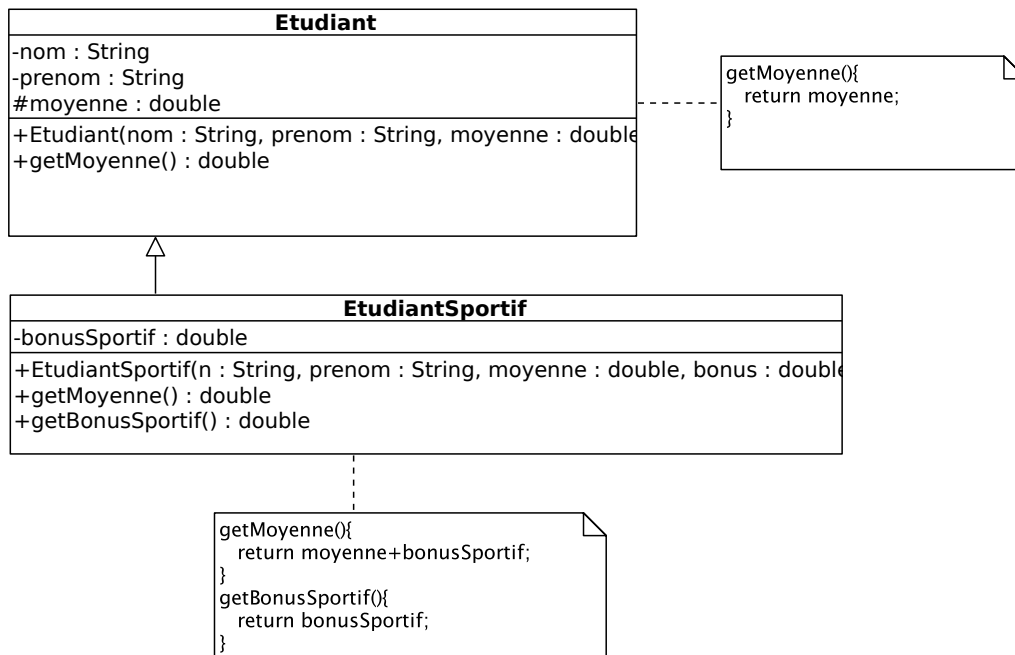 Etudiant
-nom : String
-prenom : String
#moyenne : double
+Etudiant(nom : String, prenom : String, moyenne : double
+getMoyenne() : double
getMoyenne(){
return moyenne;
}
EtudiantSportif
-bonusSportif : double
+EtudiantSportif(n : String, prenom : String, moyenne : double, bonus : double
+getMoyenne() : double
+getBonusSportif() : double
getMoyenne(){
return moyenne+bonusSportif;
}
getBonusSportif(){
return bonusSportif;
}